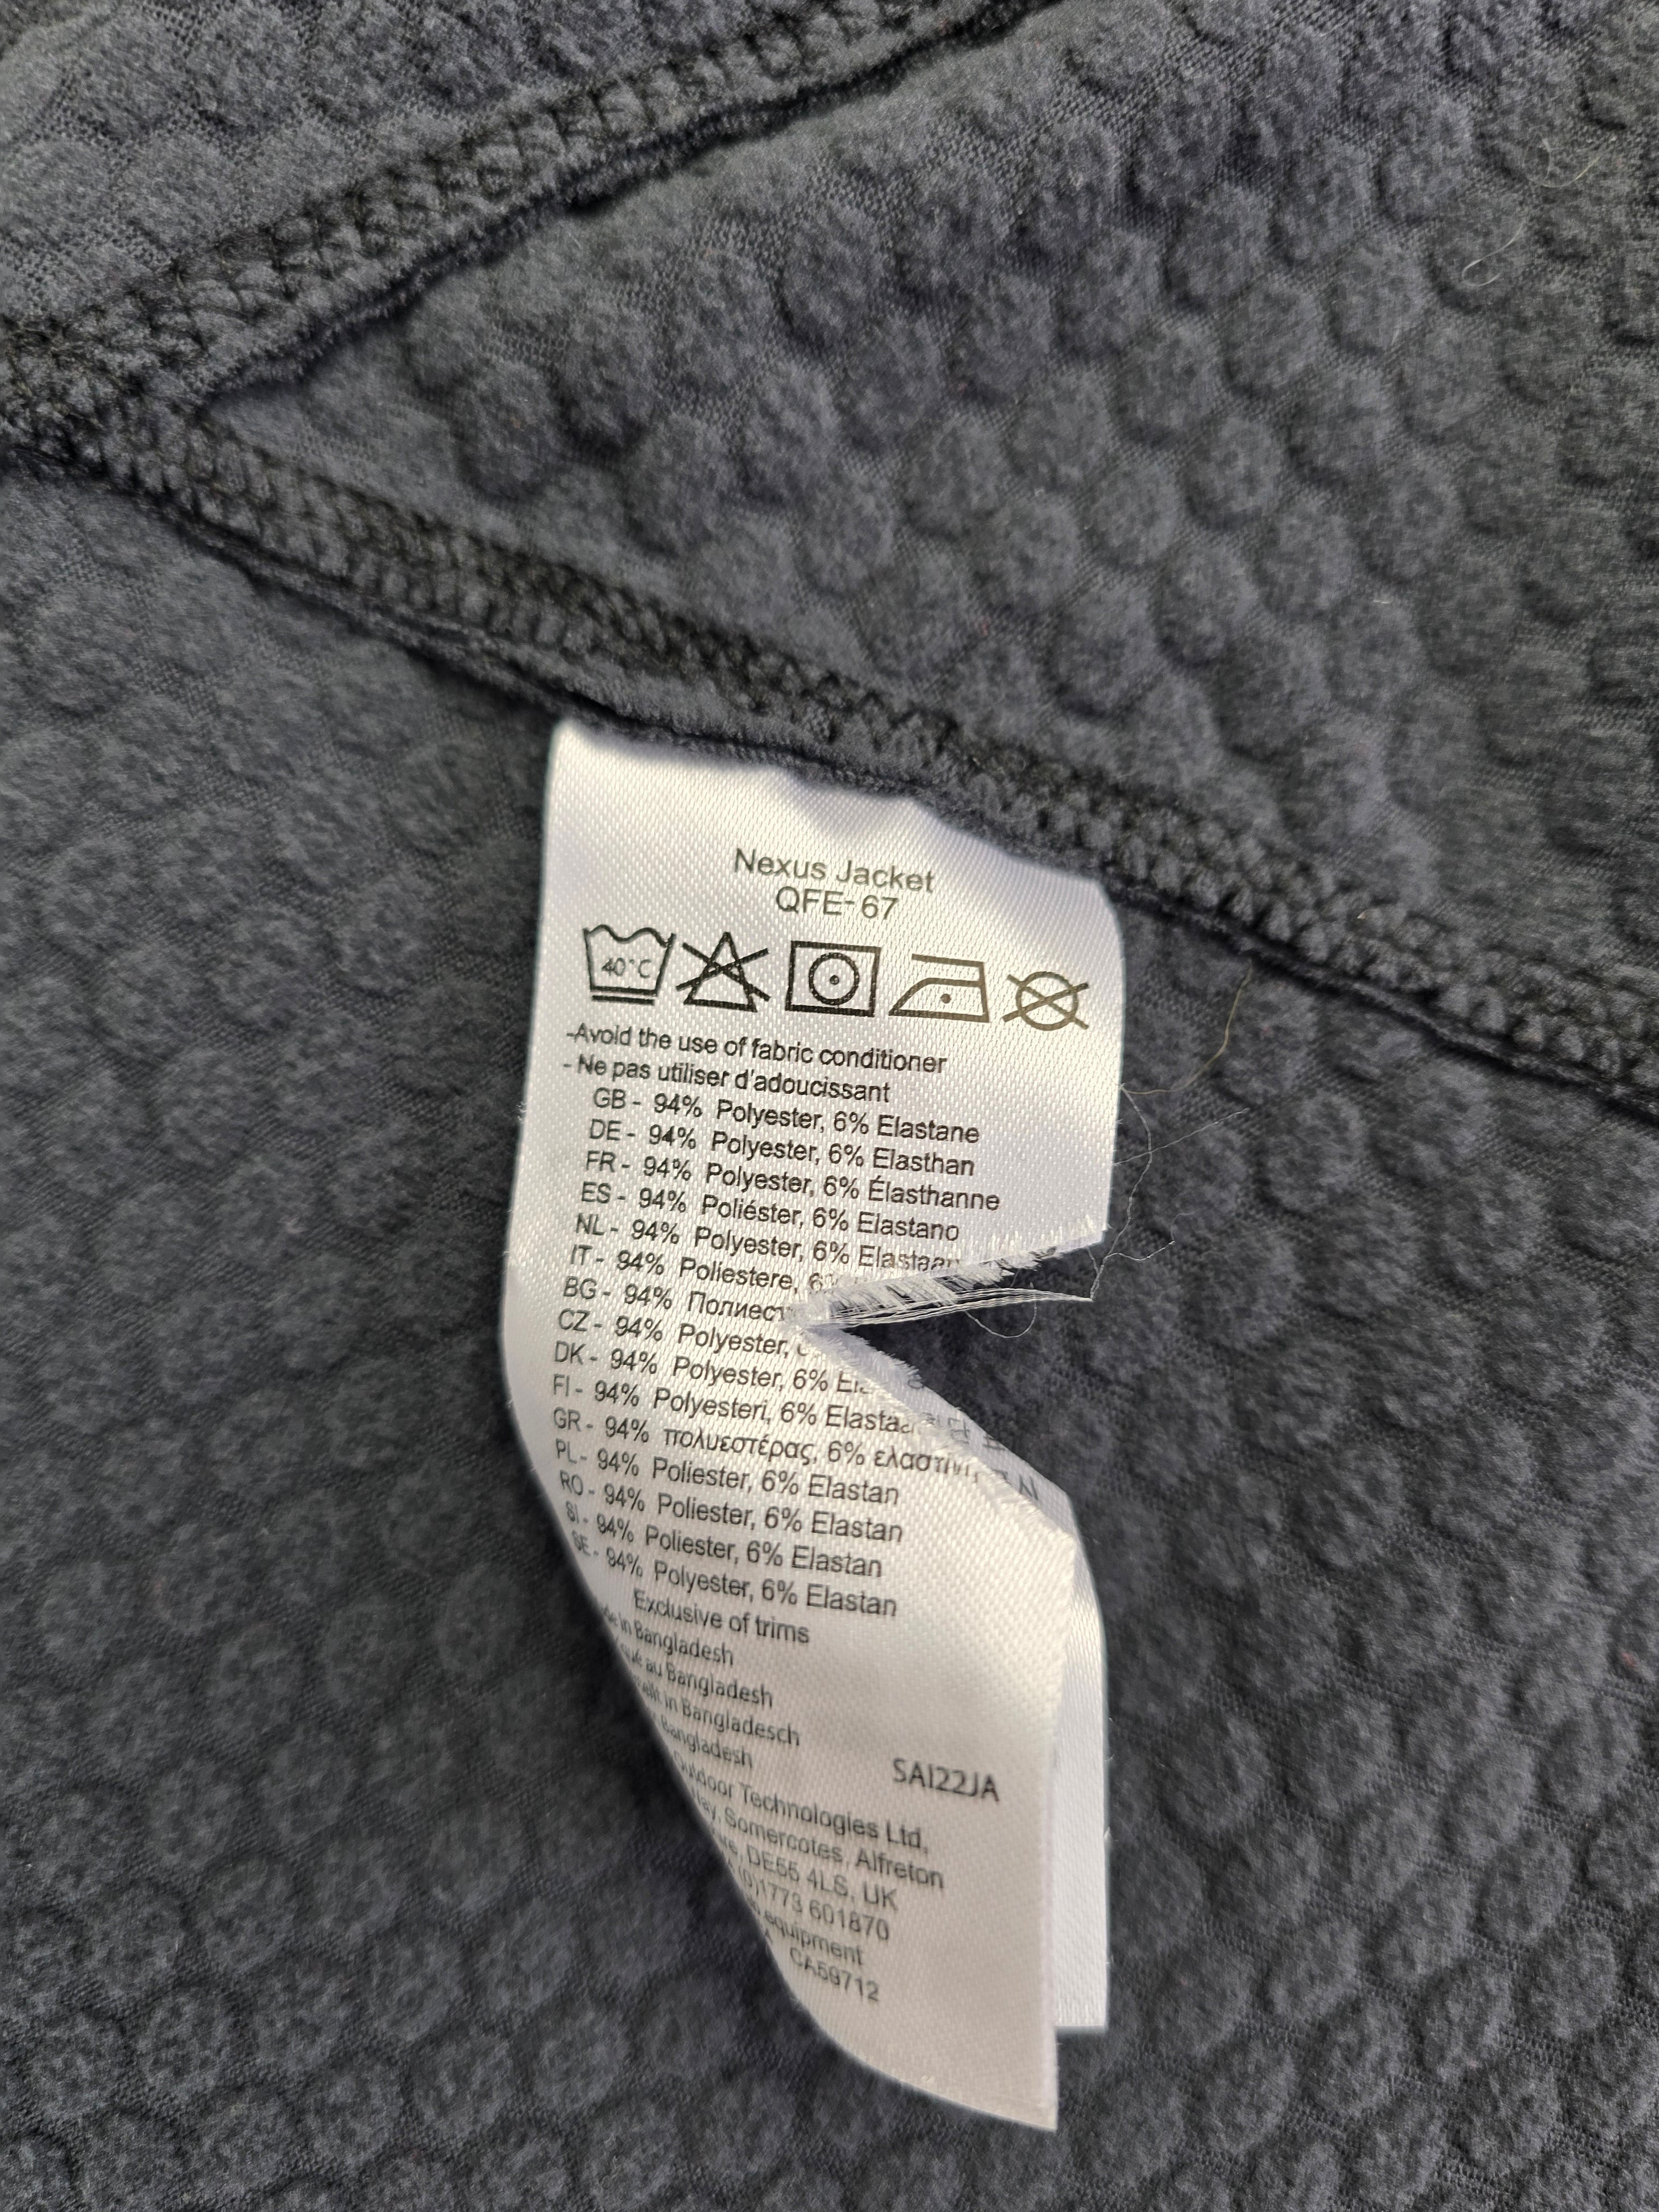 Nexus Jacket
QFE-67
40°C
-Avoid the use of fabric conditioner
- Ne pas utiliser d'adoucissant
GB - 94% Polyester, 6% Elastane
DE - 94% Polyester, 6% Elasthan
FR - 94% Polyester, 6% Élasthanne
ES - 94% Poliéster, 6% Elastano
NL - 94% Polyester, 6%
IT - 94% Poliestere,
BG - 94%
CZ - 94% Polyester,
DK - 94% Polyester, 6%
FI - 94% Polyesteri, 6%
GR - 94% πολυεστέρας, 6%
PL - 94% Poliester, 6% Elastan
RO - 94% Poliester, 6% Elastan
SI - 94% Poliester, 6% Elastan
SE - 94% Polyester, 6% Elastan
Exclusive of trims
in Bangladesh
au Bangladesh
in Bangladesch
Bangladesh
SAI22JA
Technologies Ltd,
Somercotes, Alfreton
DE55 4LS, UK
(0)1773 601870
equipment
CA59712